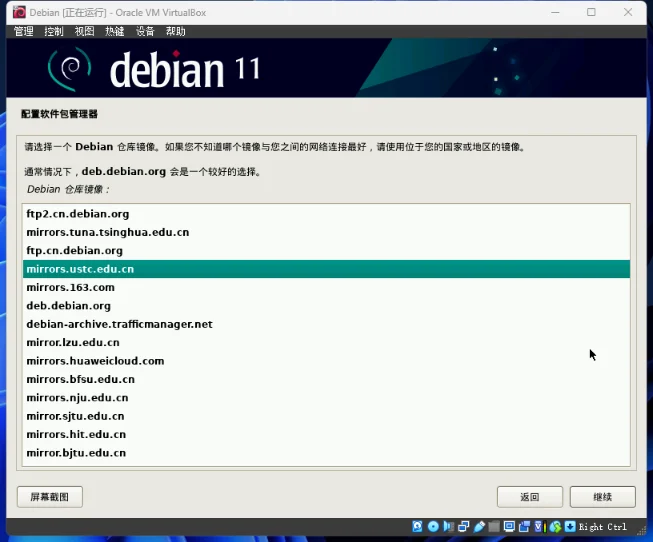 Debian [正在运行] - Oracle VM VirtualBox
管理 控制 视图 热键 设备 帮助
debian 11
配置软件包管理器
请选择一个 Debian 仓库镜像。如果您不知道哪个镜像与您之间的网络连接最好，请使用位于您的国家或地区的镜像。
通常情况下，deb.debian.org 会是一个较好的选择。
Debian 仓库镜像：
ftp2.cn.debian.org
mirrors.tuna.tsinghua.edu.cn
ftp.cn.debian.org
mirrors.ustc.edu.cn
mirrors.163.com
deb.debian.org
debian-archive.trafficmanager.net
mirror.lzu.edu.cn
mirrors.huaweicloud.com
mirrors.bfsu.edu.cn
mirrors.nju.edu.cn
mirror.sjtu.edu.cn
mirrors.hit.edu.cn
mirror.bjtu.edu.cn
屏幕截图 返回 继续
Right Ctrl